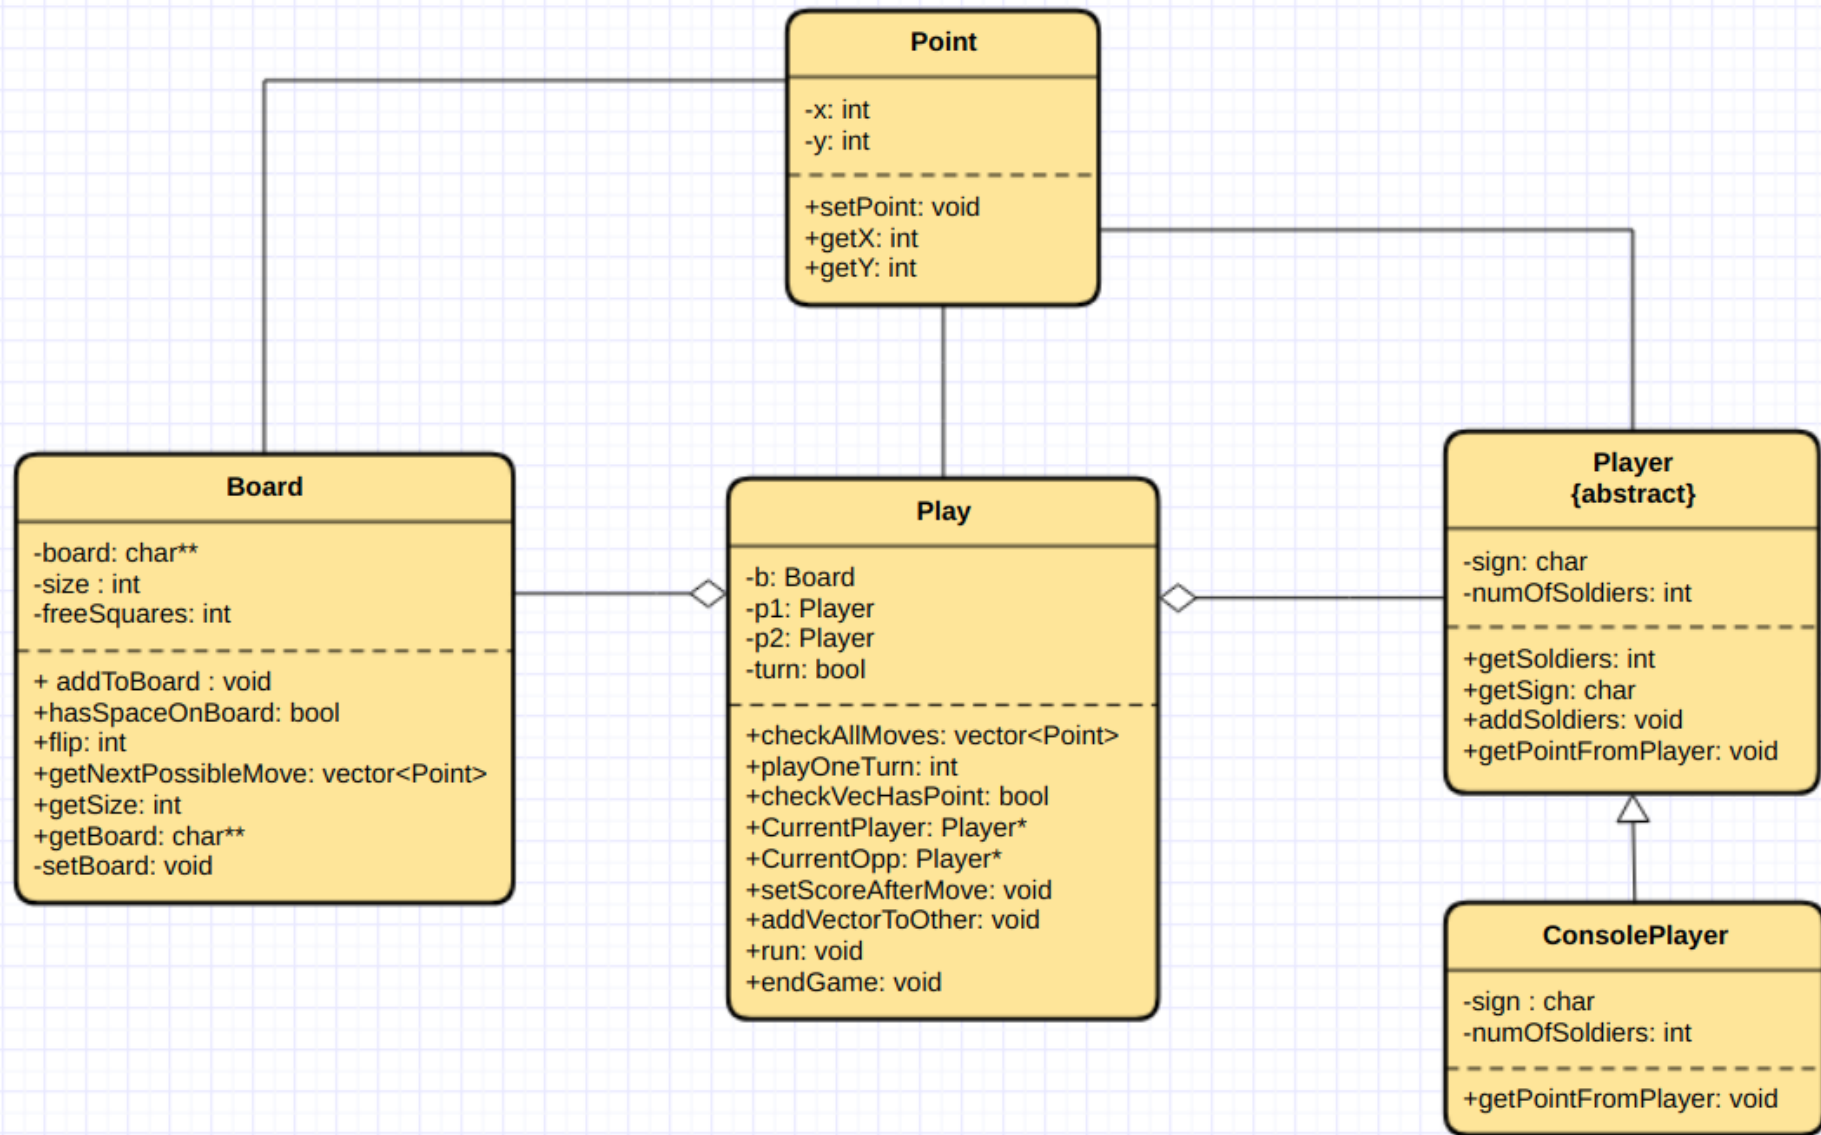 Point
-x: int
-y: int
+setPoint: void
+getX: int
+getY: int
Board
-board: char**
-size : int
-freeSquares: int
+ addToBoard : void
+hasSpaceOnBoard: bool
+flip: int
+getNextPossibleMove: vector<Point>
+getSize: int
+getBoard: char**
-setBoard: void
Play
-b: Board
-p1: Player
-p2: Player
-turn: bool
+checkAllMoves: vector<Point>
+playOneTurn: int
+checkVecHasPoint: bool
+CurrentPlayer: Player*
+CurrentOpp: Player*
+setScoreAfterMove: void
+addVectorToOther: void
+run: void
+endGame: void
Player
{abstract}
-sign: char
-numOfSoldiers: int
+getSoldiers: int
+getSign: char
+addSoldiers: void
+getPointFromPlayer: void
ConsolePlayer
-sign : char
-numOfSoldiers: int
+getPointFromPlayer: void